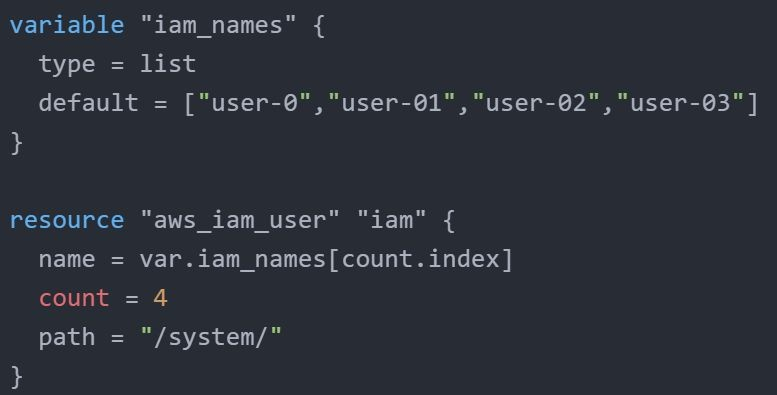 variable "iam_names" {
  type = list
  default = ["user-0","user-01","user-02","user-03"]
}

resource "aws_iam_user" "iam" {
  name = var.iam_names[count.index]
  count = 4
  path = "/system/"
}